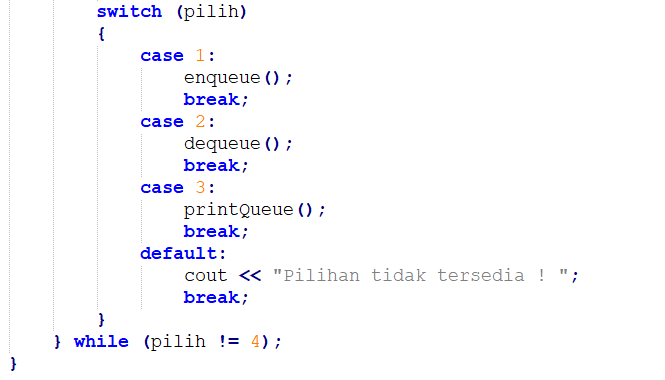 switch (pilih)
{
case 1:
enqueue();
break;
case 2:
dequeue();
break;
case 3:
printQueue();
break;
default:
cout << "Pilihan tidak tersedia ! ";
break;
}
} while (pilih != 4);
}